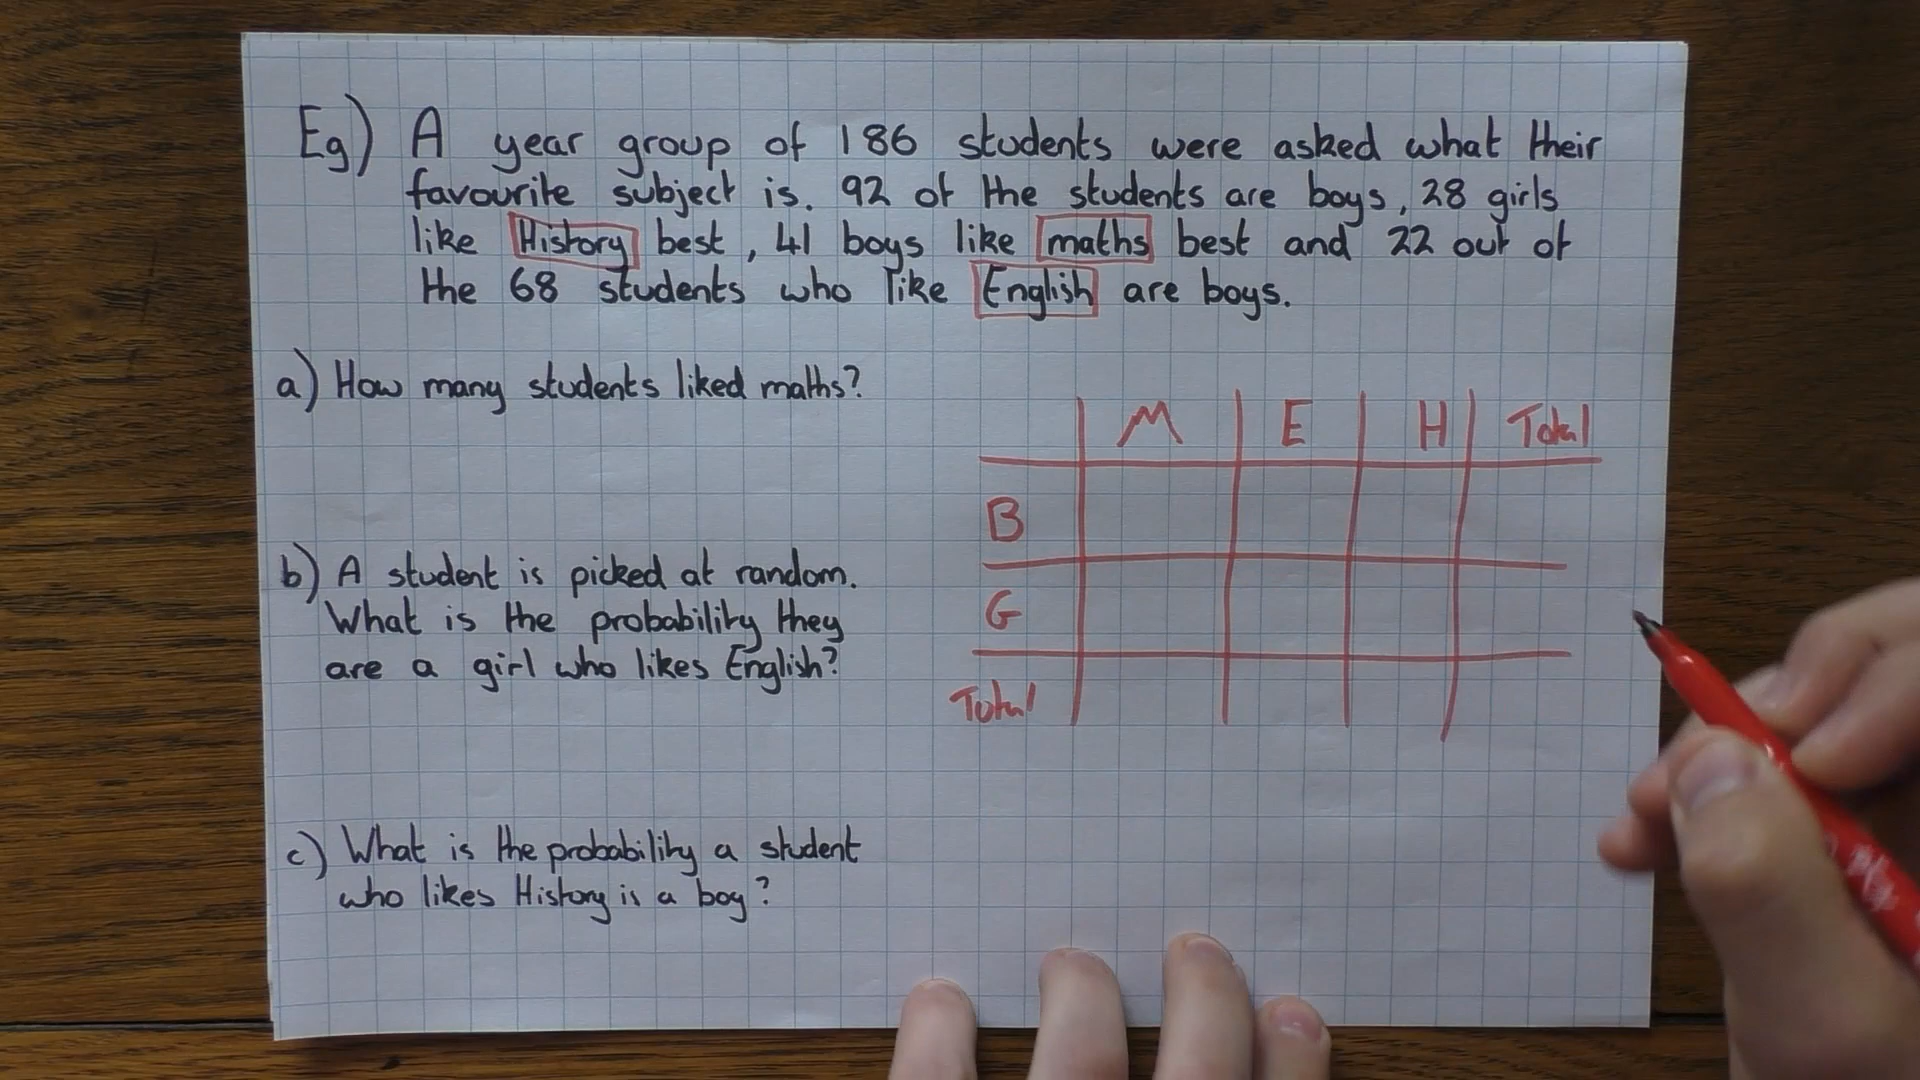 Eg) A year group of 186 students were asked what their
favourite subject is. 92 of the students are boys, 28 girls
like History best, 41 boys like maths best and 22 out of
the 68 students who like English are boys.
a) How many students liked maths?
M E H Total
B
G
Total
b) A student is picked at random.
What is the probability they
are a girl who likes English?
c) What is the probability a student
who likes History is a boy?